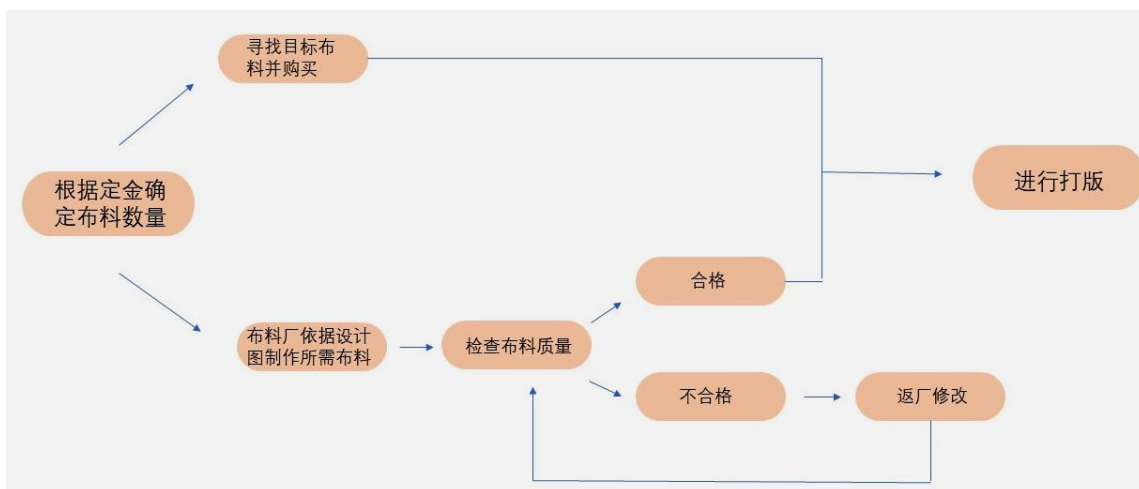 寻找目标布
料并购买
根据定金确
定布料数量
进行打版
合格
布料厂依据设计
图制作所需布料
检查布料质量
不合格
返厂修改